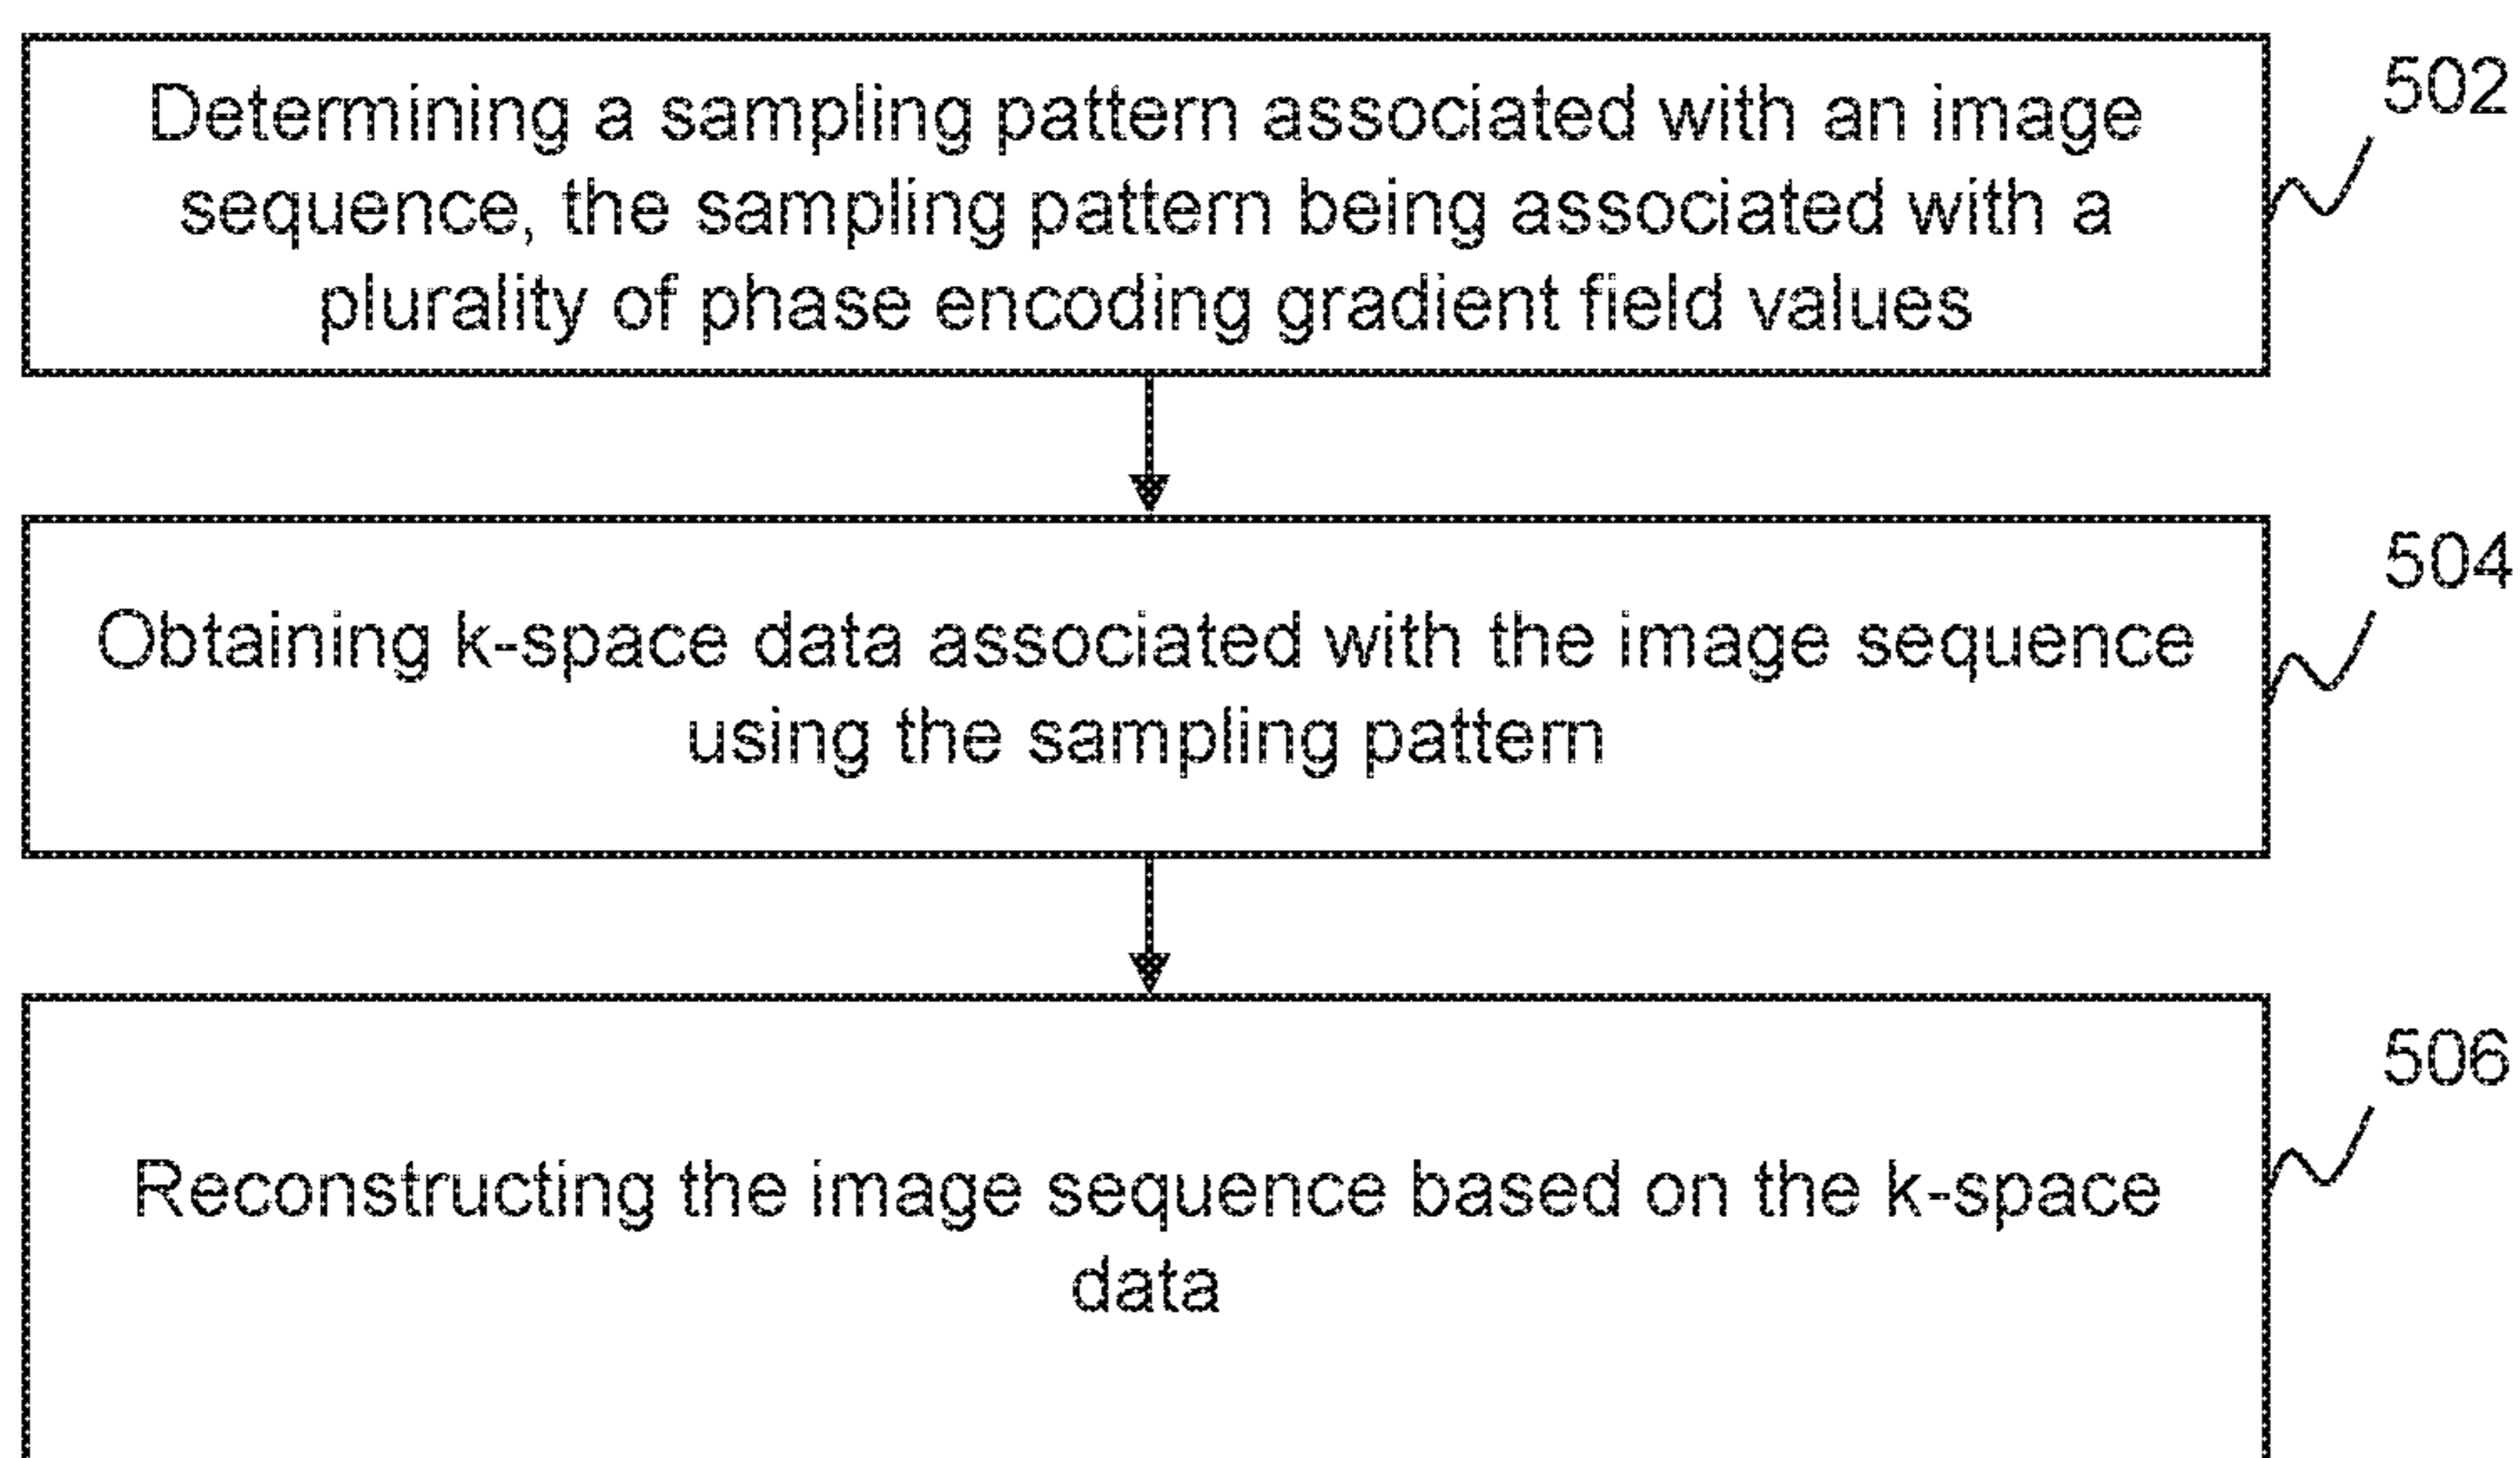 Determining a sampling pattern associated with an image
sequence, the sampling pattern being associated with a
plurality of phase encoding gradient field values
502
Obtaining k-space data associated with the image sequence
using the sampling pattern
504
Reconstructing the image sequence based on the k-space
data
506